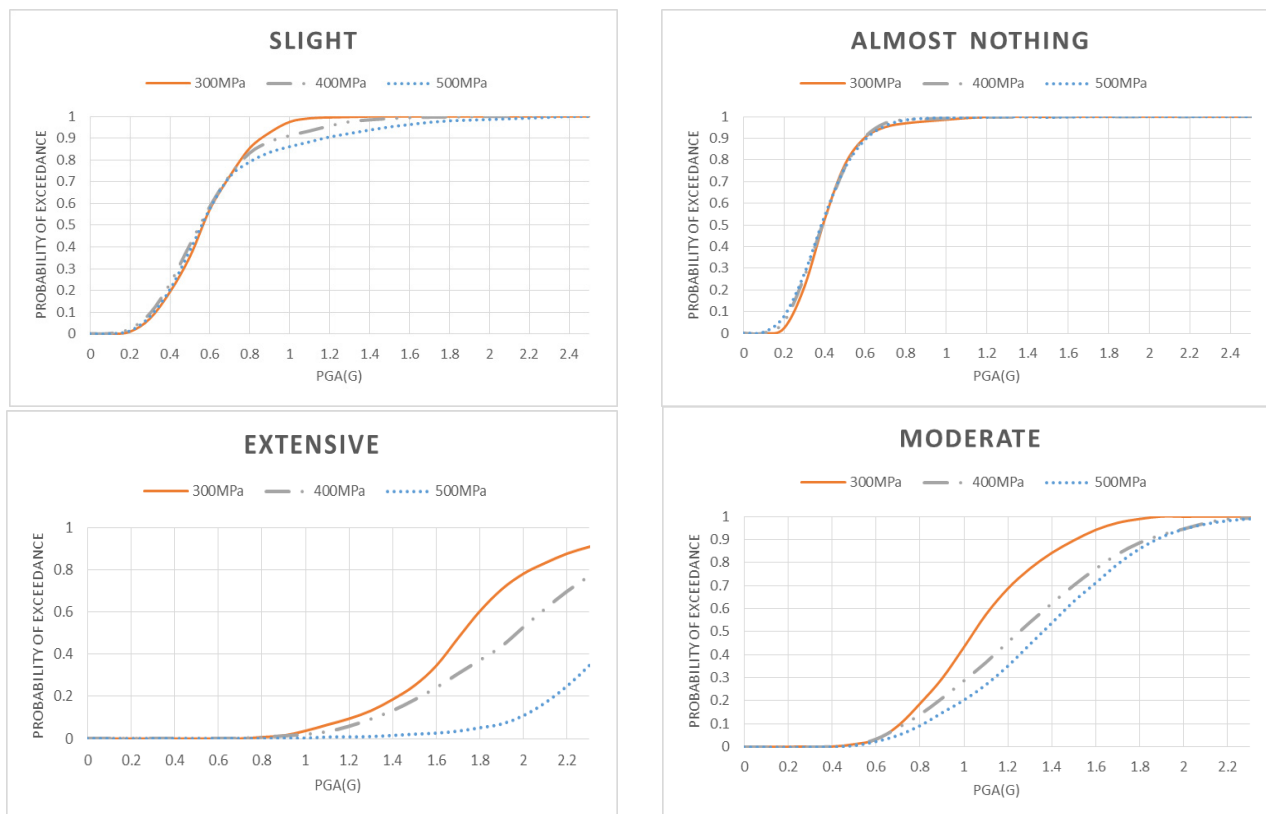 SLIGHT
300MPa 400MPa 500MPa
PROBABILITY OF EXCEEDANCE
1
0.9
0.8
0.7
0.6
0.5
0.4
0.3
0.2
0.1
0
0 0.2 0.4 0.6 0.8 1 1.2 1.4 1.6 1.8 2 2.2 2.4
PGA(G)
ALMOST NOTHING
300MPa 400MPa 500MPa
PROBABILITY OF EXCEEDANCE
1
0.9
0.8
0.7
0.6
0.5
0.4
0.3
0.2
0.1
0
0 0.2 0.4 0.6 0.8 1 1.2 1.4 1.6 1.8 2 2.2 2.4
PGA(G)
EXTENSIVE
300MPa 400MPa 500MPa
PROBABILITY OF EXCEEDANCE
1
0.8
0.6
0.4
0.2
0
0 0.2 0.4 0.6 0.8 1 1.2 1.4 1.6 1.8 2 2.2
PGA(G)
MODERATE
300MPa 400MPa 500MPa
PROBABILITY OF EXCEEDANCE
1
0.9
0.8
0.7
0.6
0.5
0.4
0.3
0.2
0.1
0
0 0.2 0.4 0.6 0.8 1 1.2 1.4 1.6 1.8 2 2.2
PGA(G)